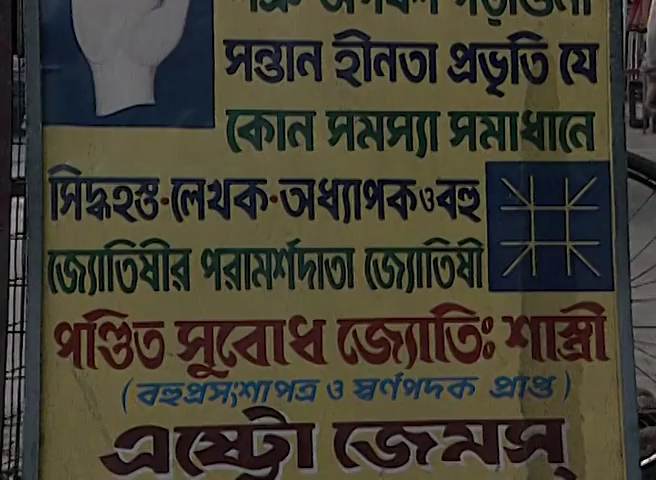 সন্তান হীনতা প্রভৃতি যে
কোন সমস্যা সমাধানে
সিদ্ধহস্ত·লেখক·অধ্যাপক ও বহু
জ্যোতিষীর পরামর্শদাতা জ্যোতিষী
পণ্ডিত সুবোধ জ্যোতিঃ শাস্ত্রী
(বহুপ্রসংশাপত্র ও স্বর্ণপদক প্রাপ্ত)
এষ্ট্রো জেমস্